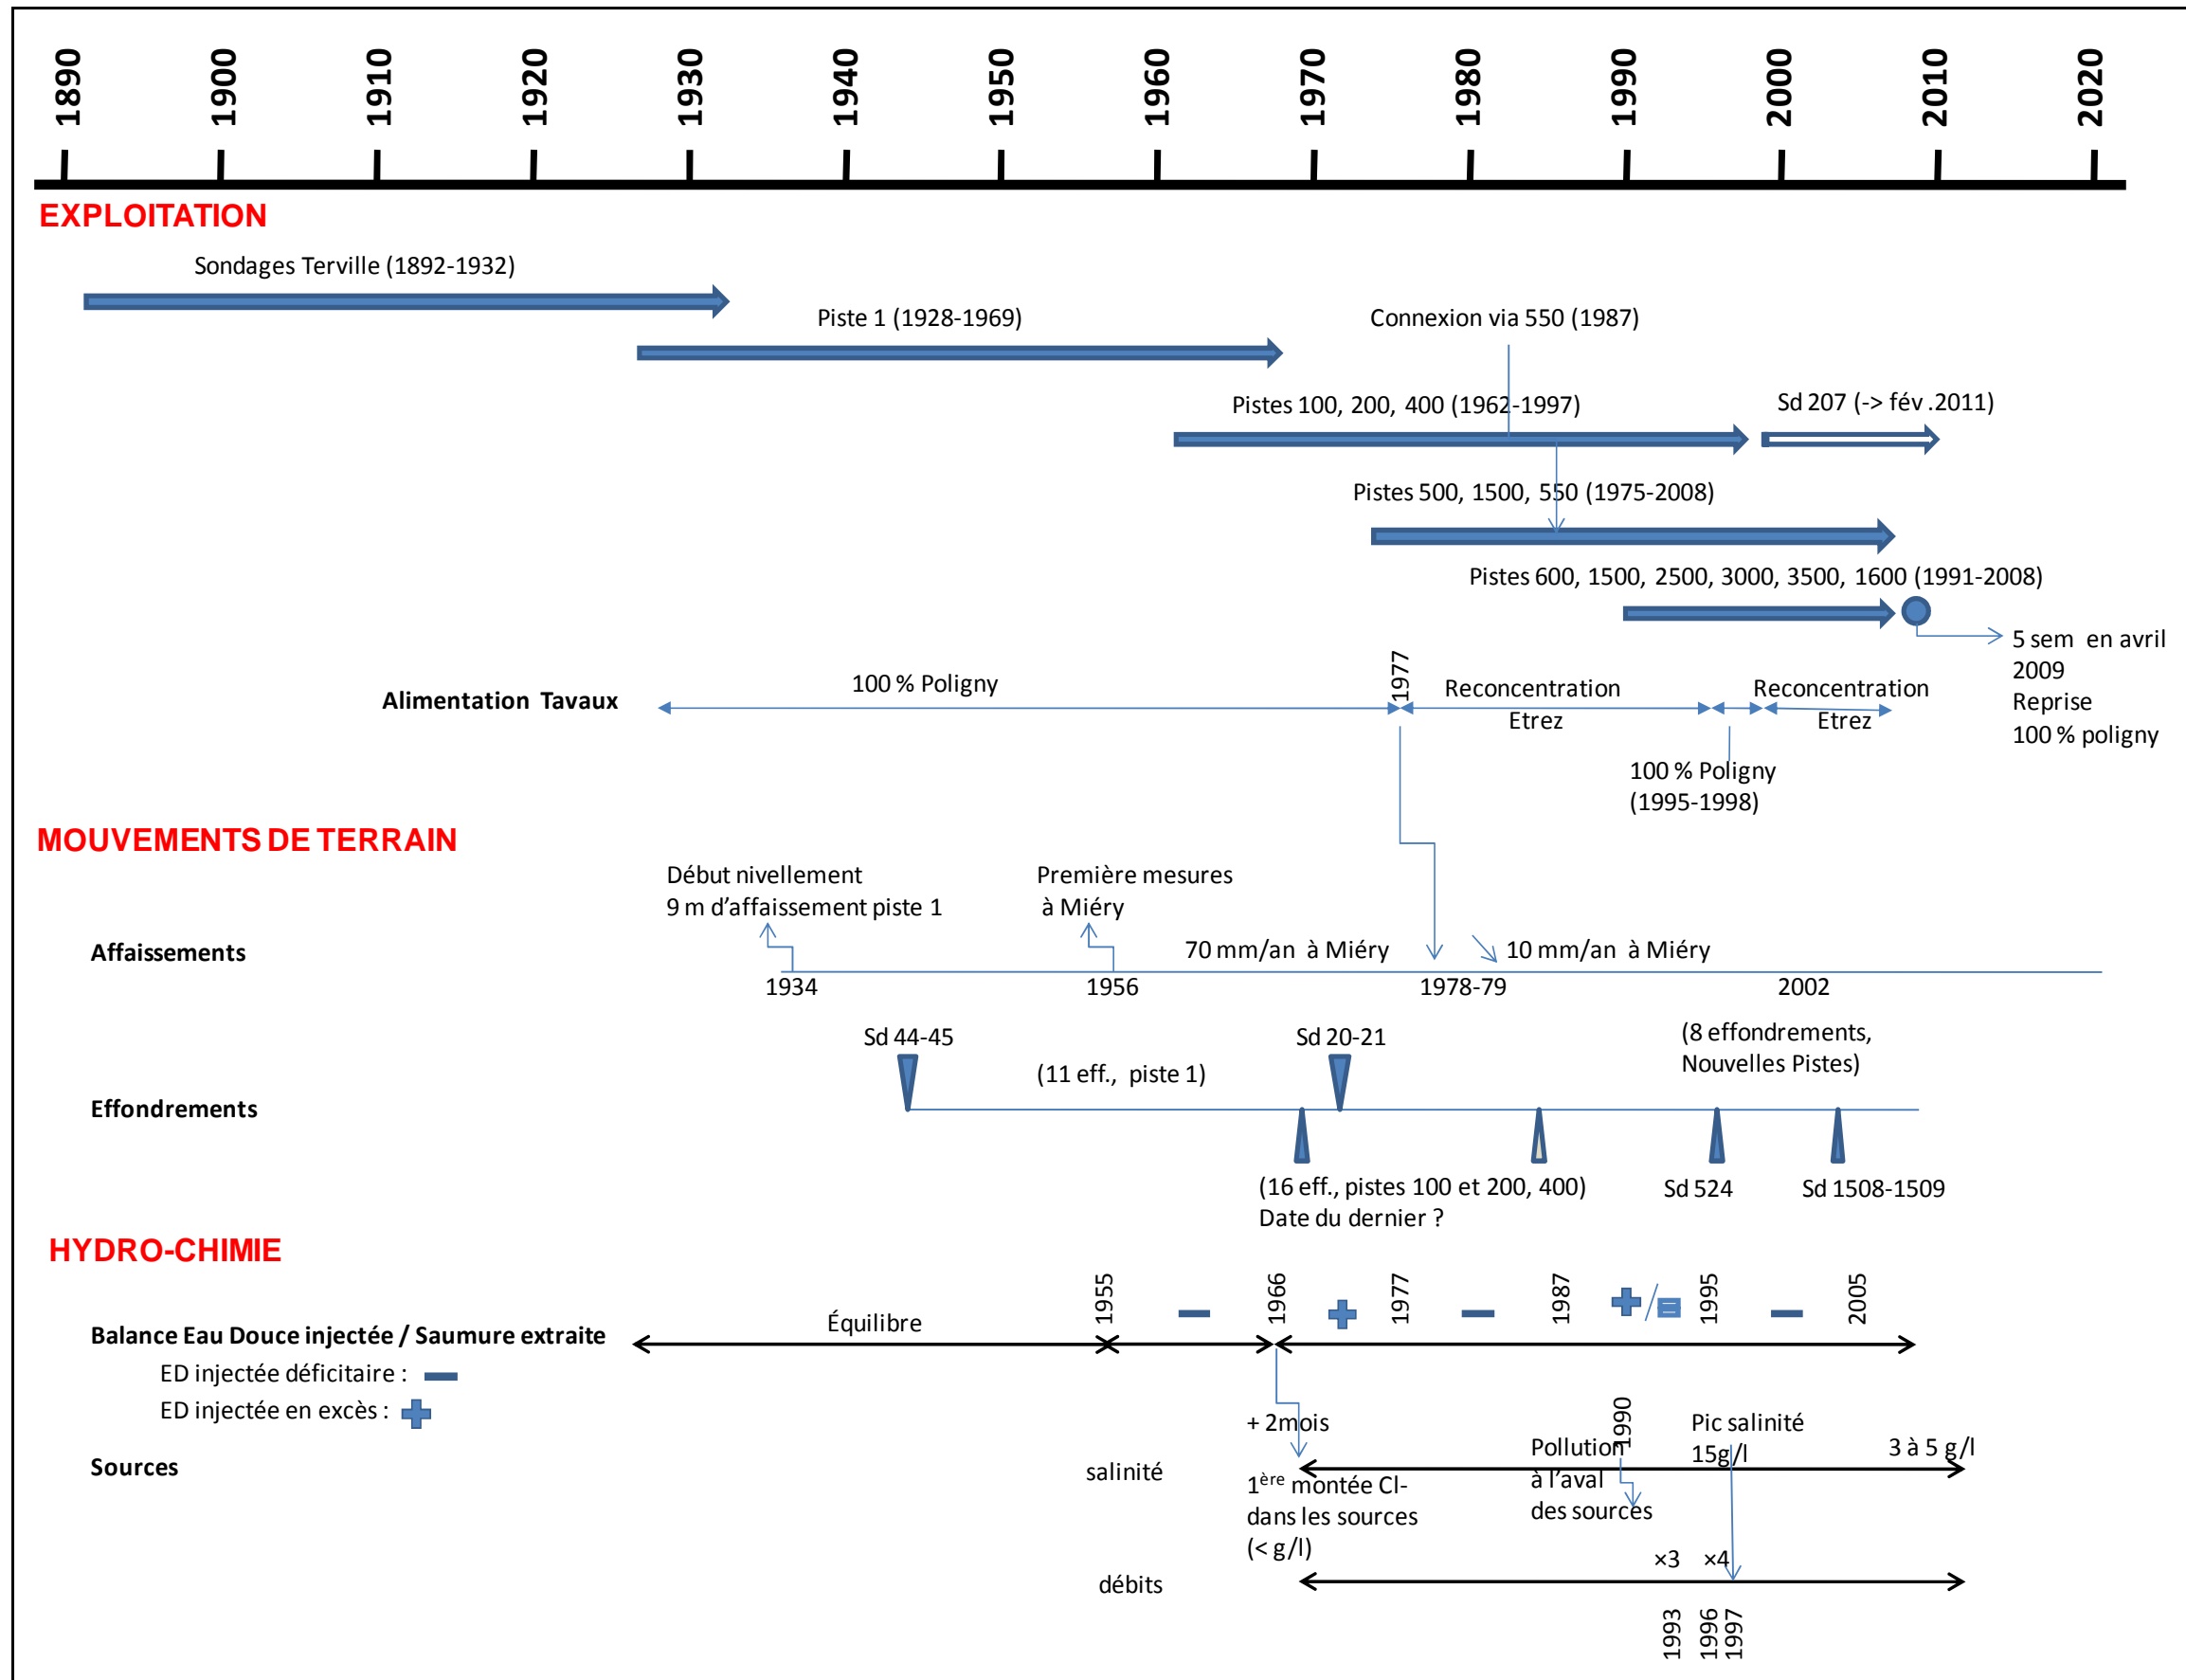 1890
1900
1910
1920
1930
1940
1950
1960
1970
1980
1990
2000
2010
2020
EXPLOITATION
Sondages Terville (1892-1932)
Piste 1 (1928-1969)
Connexion via 550 (1987)
Pistes 100, 200, 400 (1962-1997)
Sd 207 (-> fév .2011)
Pistes 500, 1500, 550 (1975-2008)
Pistes 600, 1500, 2500, 3000, 3500, 1600 (1991-2008)
5 sem en avril
2009
Reprise
100 % poligny
Alimentation Tavaux
100 % Poligny
1977
Reconcentration
Etrez
Reconcentration
Etrez
100 % Poligny
(1995-1998)
MOUVEMENTS DE TERRAIN
Début nivellement
9 m d’affaissement piste 1
Première mesures
à Miéry
Affaissements
70 mm/an à Miéry
10 mm/an à Miéry
1934
1956
1978-79
2002
Sd 44-45
(11 eff., piste 1)
Sd 20-21
(8 effondrements,
Nouvelles Pistes)
Effondrements
(16 eff., pistes 100 et 200, 400)
Date du dernier ?
Sd 524
Sd 1508-1509
HYDRO-CHIMIE
1955
1966
1977
1987
1995
2005
Balance Eau Douce injectée / Saumure extraite
Équilibre
ED injectée déficitaire :
ED injectée en excès :
+ 2mois
1990
Pic salinité
15g/l
3 à 5 g/l
Sources
salinité
1ère montée Cl-
dans les sources
(< g/l)
Pollution
à l’aval
des sources
débits
×3
×4
1993
1996
1997